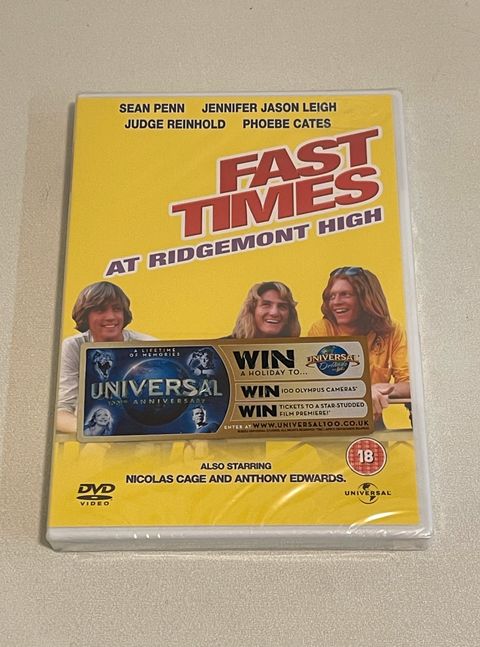 SEAN PENN JENNIFER JASON LEIGH
JUDGE REINHOLD PHOEBE CATES
FAST
TIMES
AT RIDGEMONT HIGH
A LIFETIME
OF MEMORIES
UNIVERSAL
100TH ANNIVERSARY
WIN
A HOLIDAY TO...
UNIVERSAL
Orlando
WIN 100 OLYMPUS CAMERAS*
WIN TICKETS TO A STAR-STUDDED
FILM PREMIERE!*
ENTER AT WWW.UNIVERSAL100.CO.UK
18
ALSO STARRING
NICOLAS CAGE AND ANTHONY EDWARDS.
DVD
VIDEO
UNIVERSAL